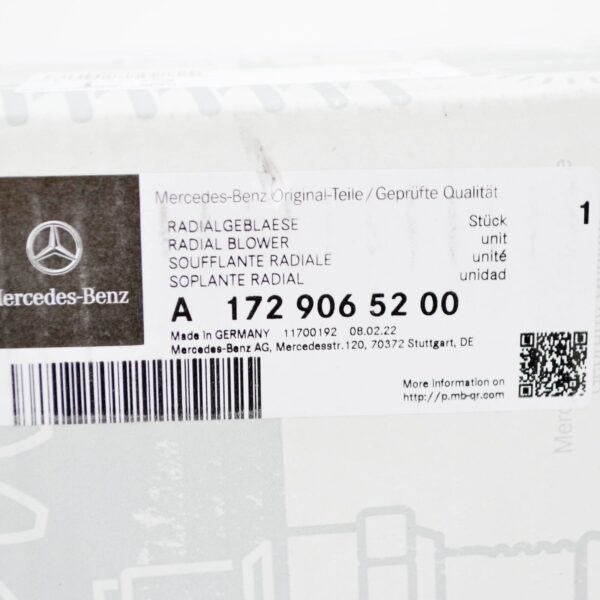 Mercedes-Benz Original-Teile/Geprüfte Qualität
RADIALGEBLAESE Stück 1
RADIAL BLOWER unit
SOUFFLANTE RADIALE unité
SOPLANTE RADIAL unidad
Mercedes-Benz
A 172 906 52 00
Made in GERMANY 11700192 08.02.22
Mercedes-Benz AG, Mercedesstr.120, 70372 Stuttgart, DE
More information on
http://p.mb-qr.com